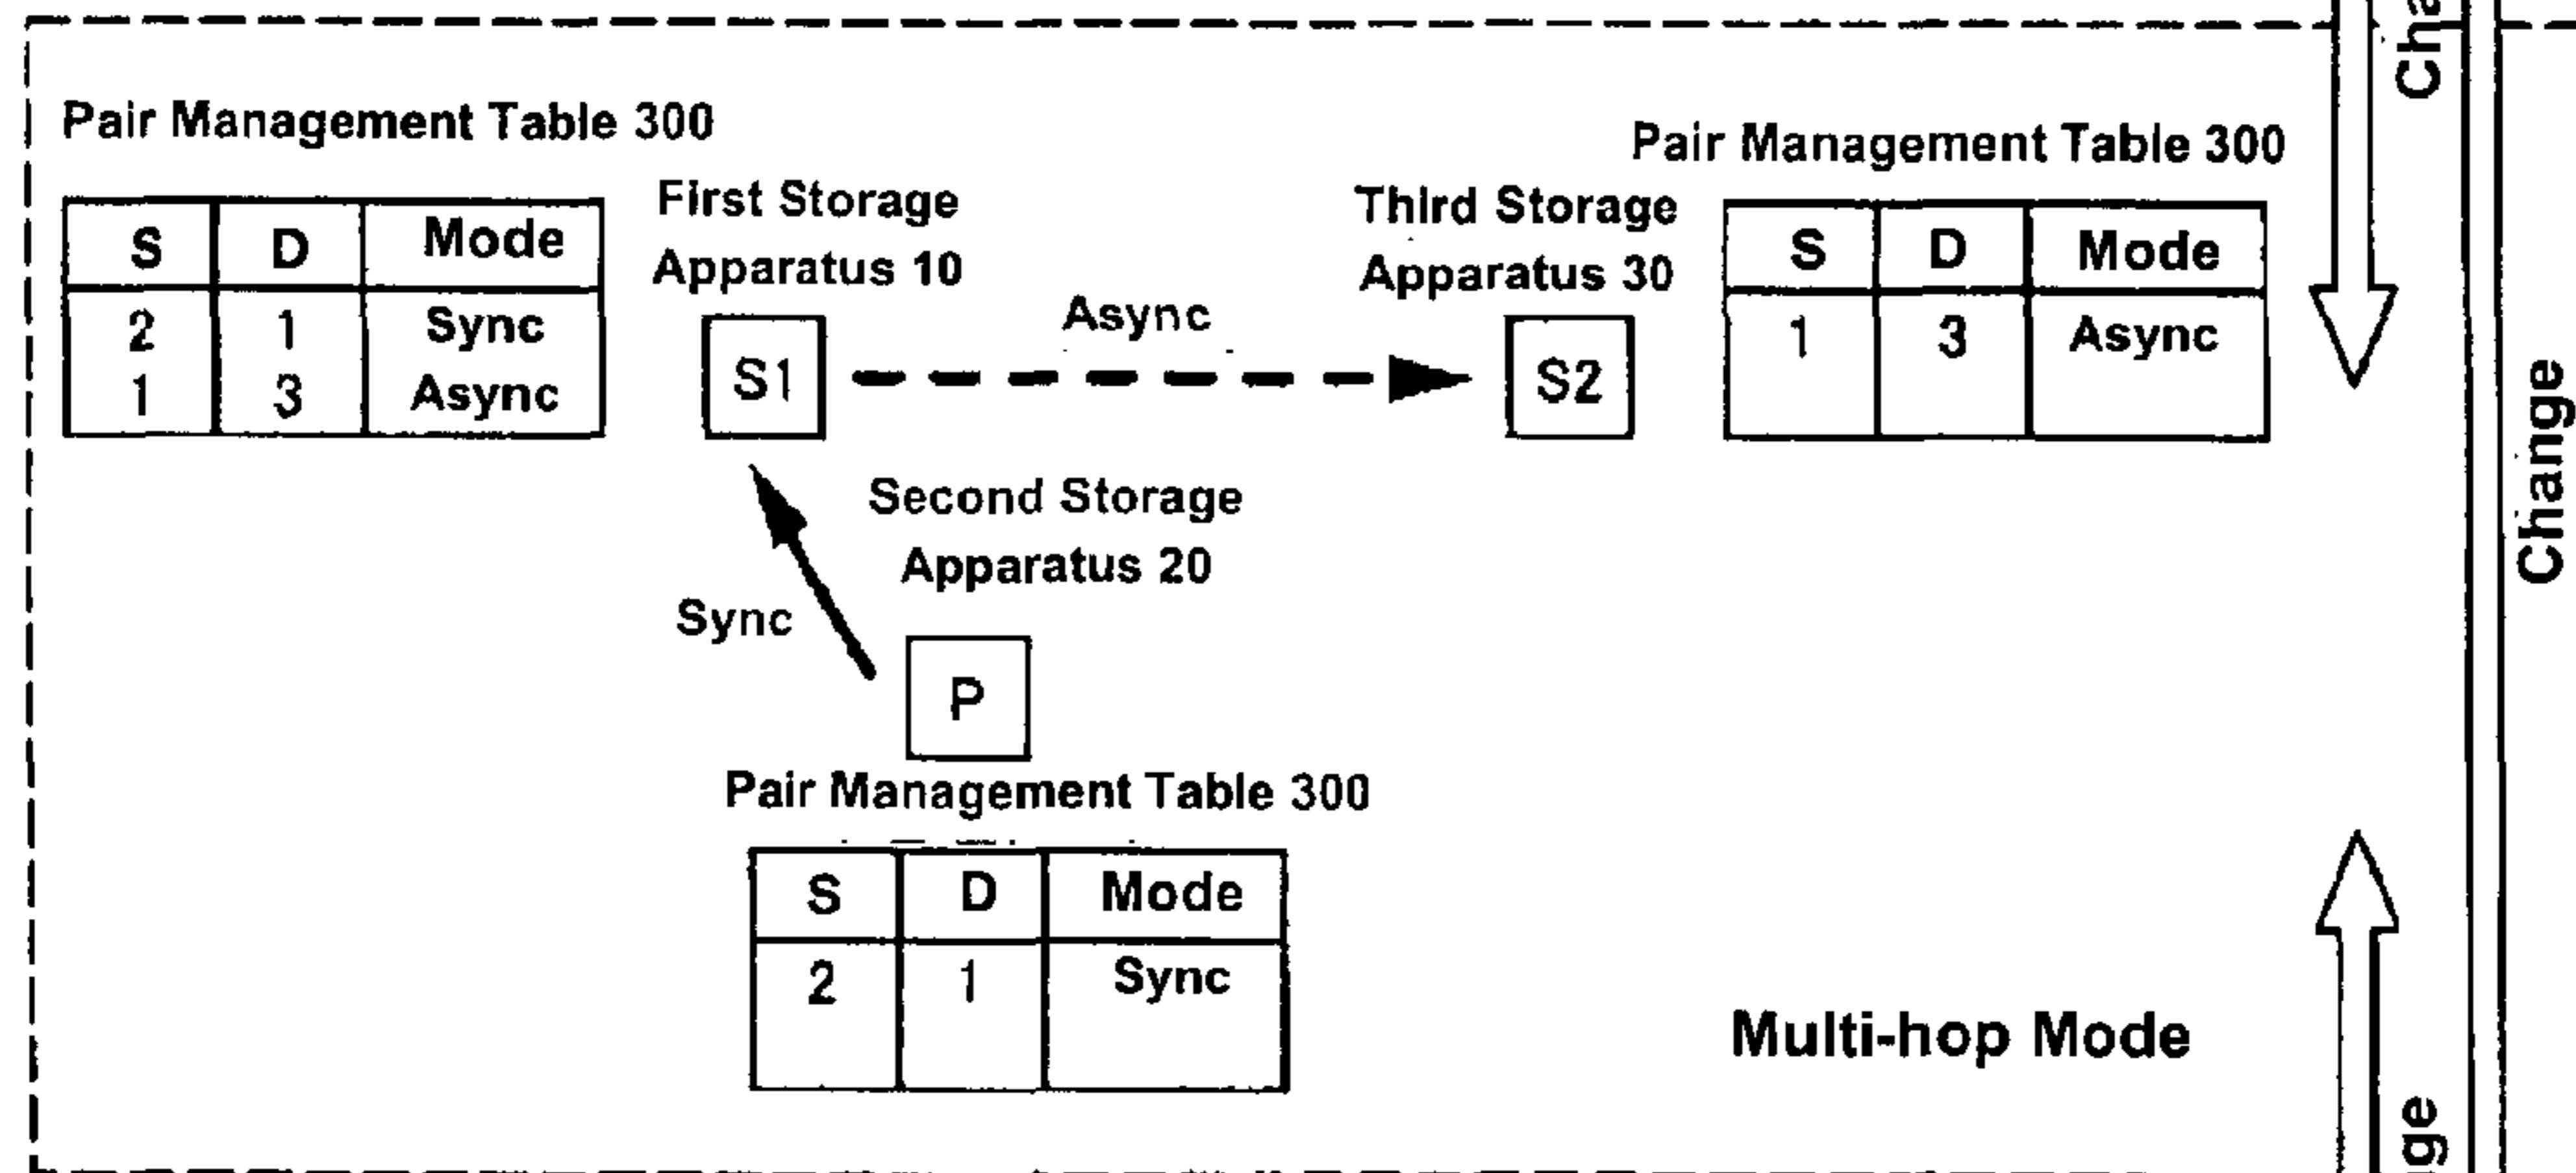 Pair Management Table 300
S D Mode
2 1 Sync
1 3 Async
First Storage
Apparatus 10
S1
Async
Third Storage
Apparatus 30
S2
Pair Management Table 300
S D Mode
1 3 Async
Second Storage
Apparatus 20
Sync
P
Pair Management Table 300
S D Mode
2 1 Sync
Multi-hop Mode
Change